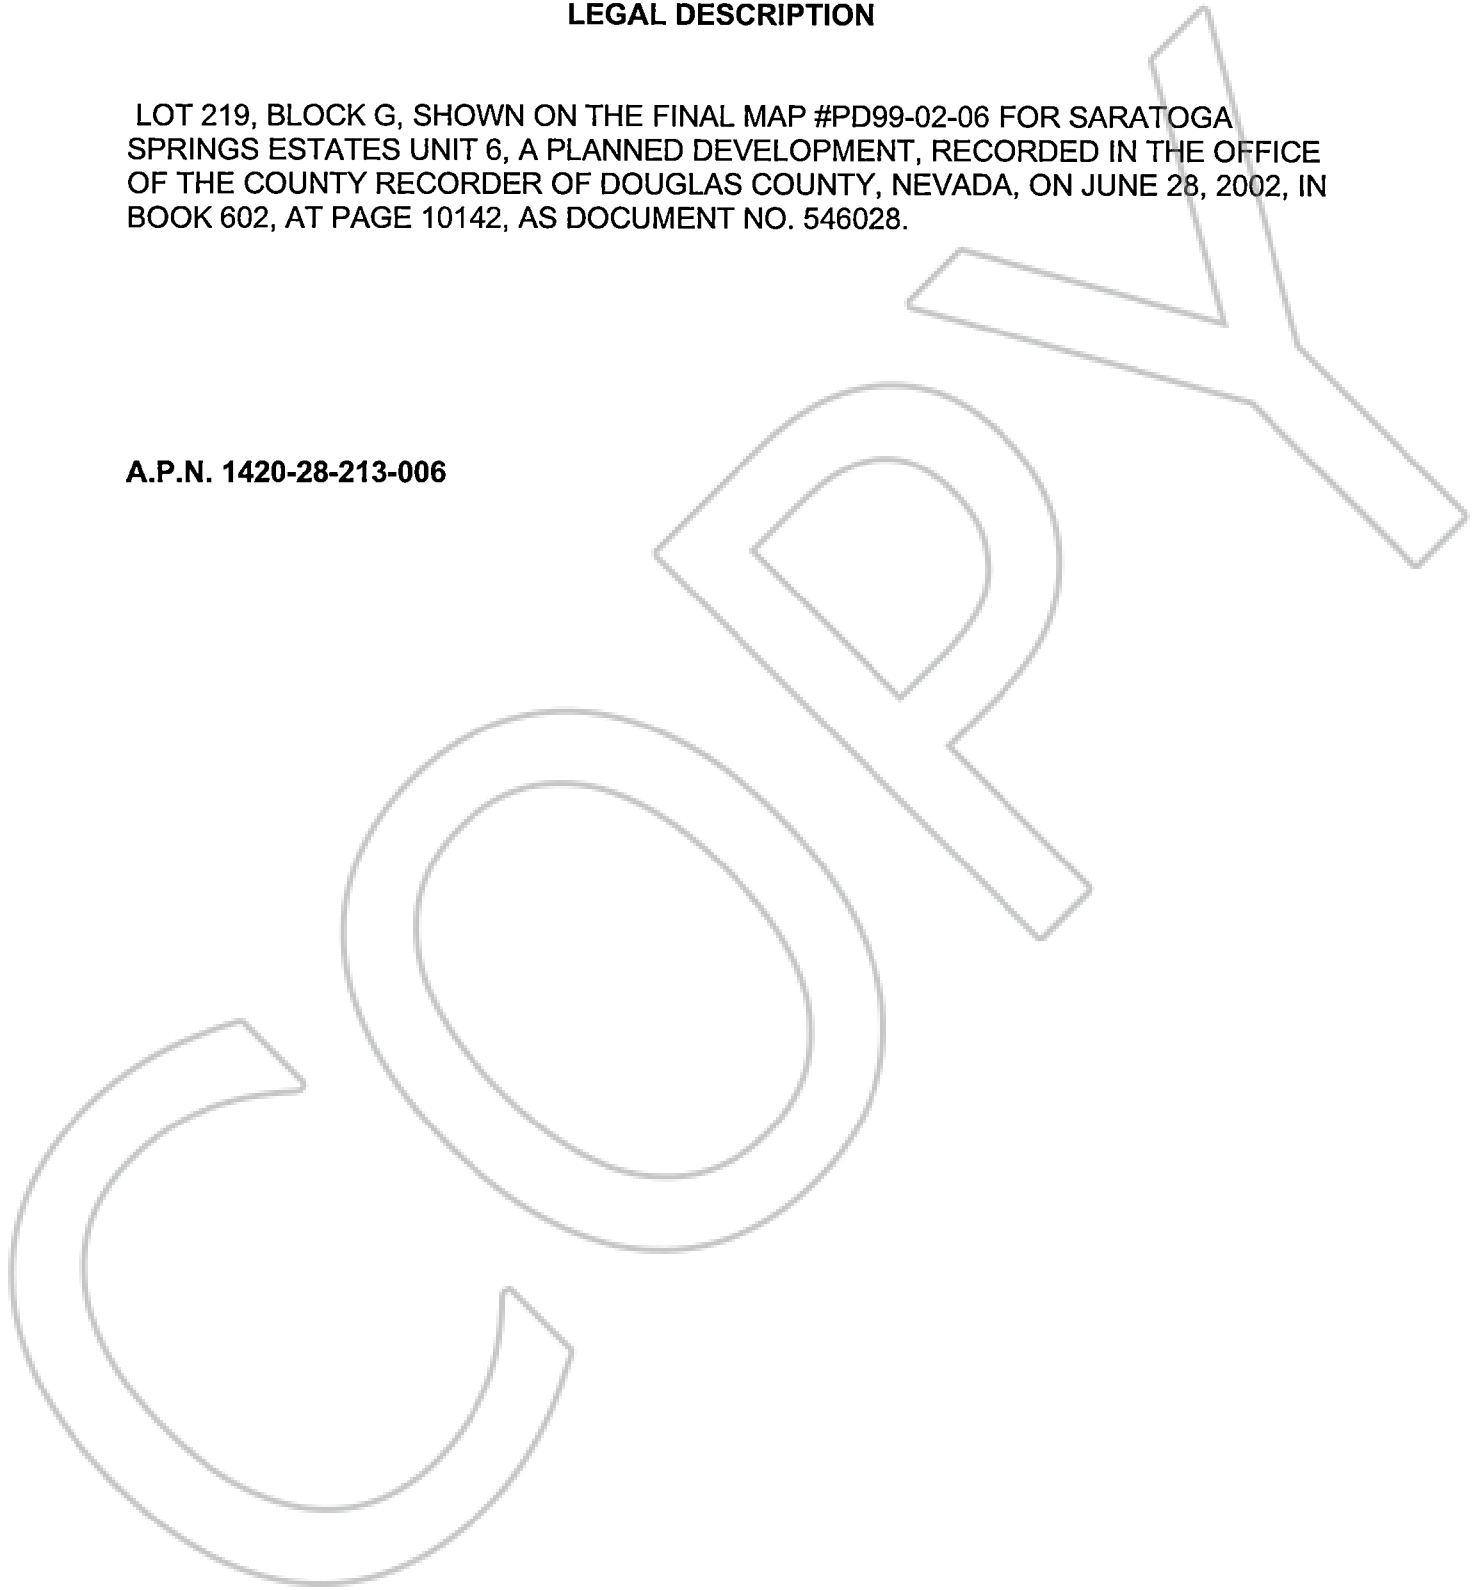 LEGAL DESCRIPTION
LOT 219, BLOCK G, SHOWN ON THE FINAL MAP #PD99-02-06 FOR SARATOGA
SPRINGS ESTATES UNIT 6, A PLANNED DEVELOPMENT, RECORDED IN THE OFFICE
OF THE COUNTY RECORDER OF DOUGLAS COUNTY, NEVADA, ON JUNE 28, 2002, IN
BOOK 602, AT PAGE 10142, AS DOCUMENT NO. 546028.
A.P.N. 1420-28-213-006
COPY